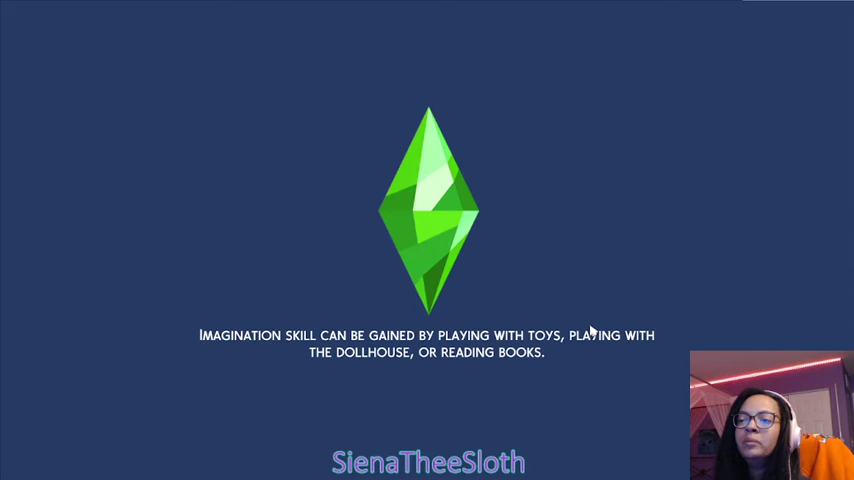 IMAGINATION SKILL CAN BE GAINED BY PLAYING WITH TOYS, PLAYING WITH
THE DOLLHOUSE, OR READING BOOKS.
SienaTheeSloth